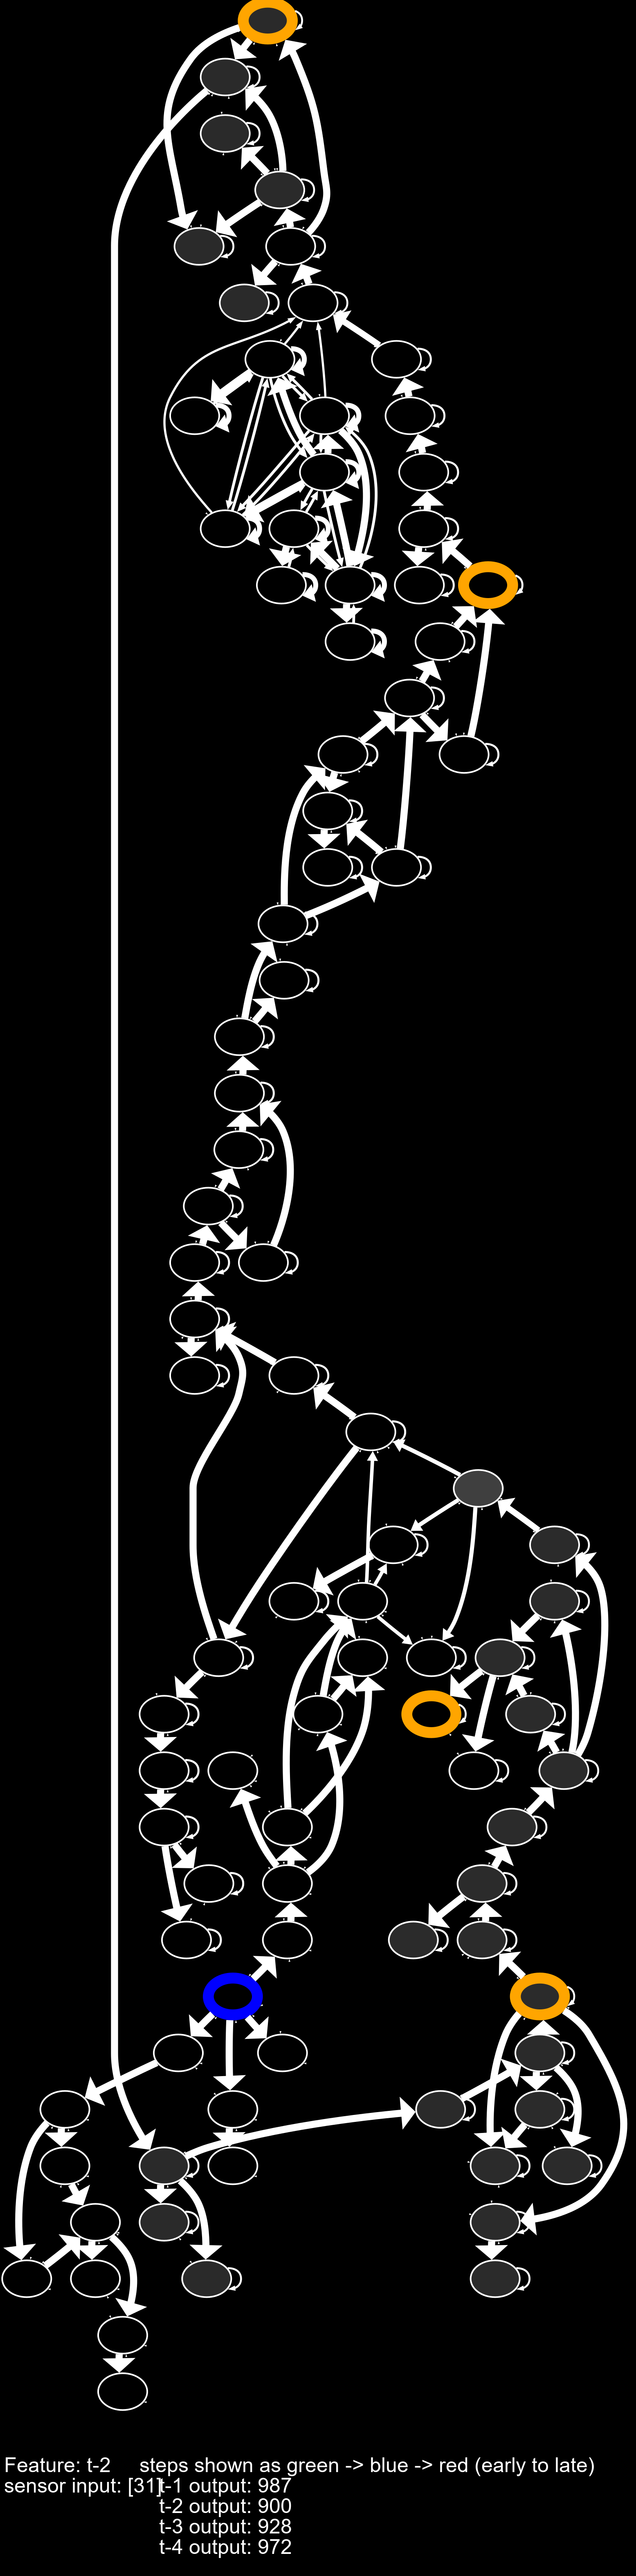 Feature: t-2 steps shown as green -> blue -> red (early to late)
sensor input: [31] t-1 output: 987
t-2 output: 900
t-3 output: 928
t-4 output: 972